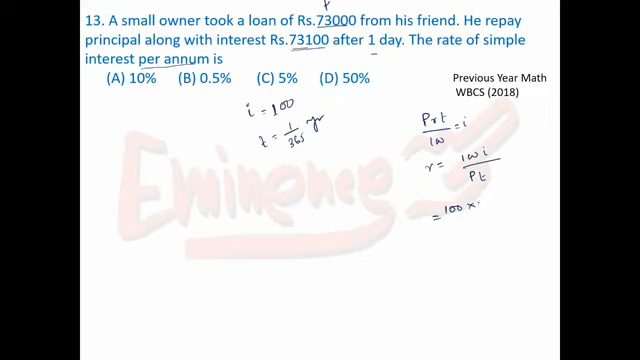 13. A small owner took a loan of Rs.73000 from his friend. He repay
principal along with interest Rs.73100 after 1 day. The rate of simple
interest per annum is
(A) 10% (B) 0.5% (C) 5% (D) 50%
Previous Year Math
WBCS (2018)
i = 100
t = 1/365 yr
Prt/100 = i
r = 100 i/Pt
= 100 x
Eminence